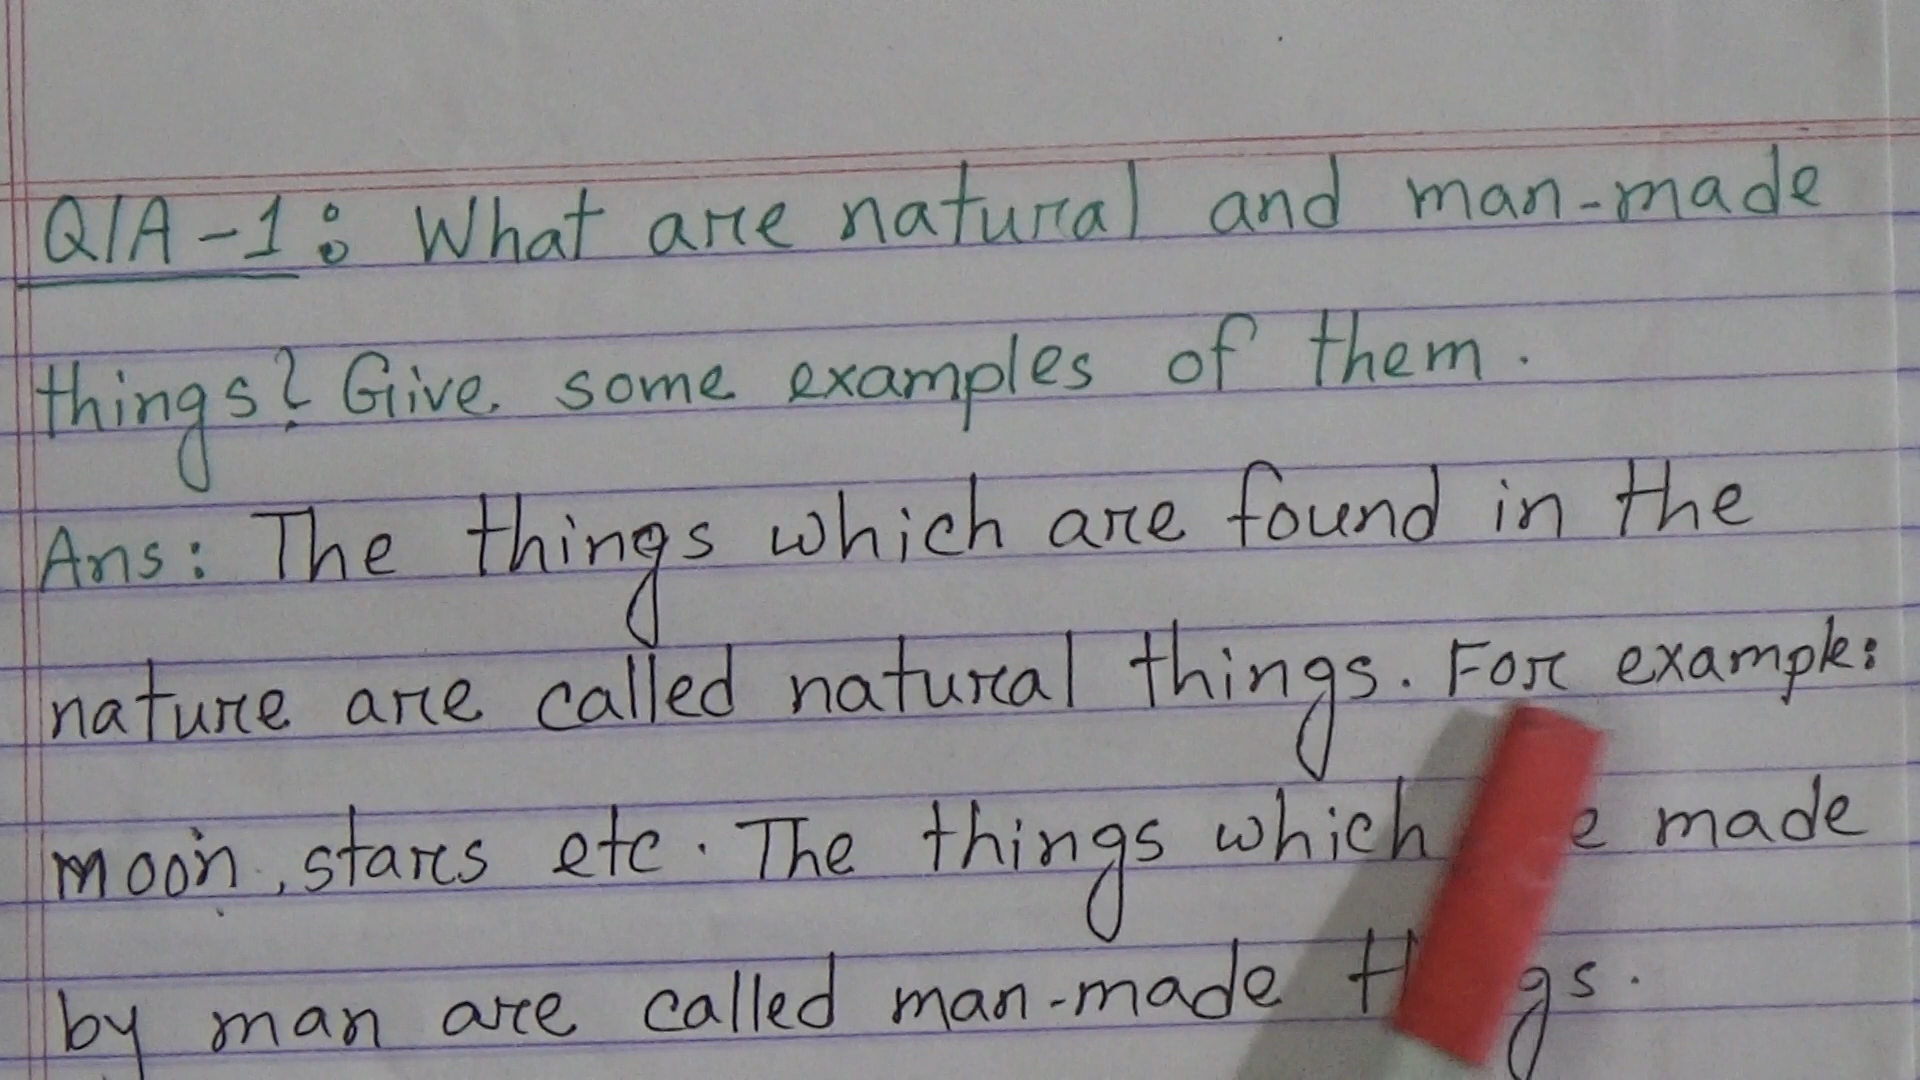 Q/A-1: What are natural and man-made
things? Give some examples of them.
Ans: The things which are found in the
nature are called natural things. For example:
moon, stars etc. The things which made
by man are called man-made